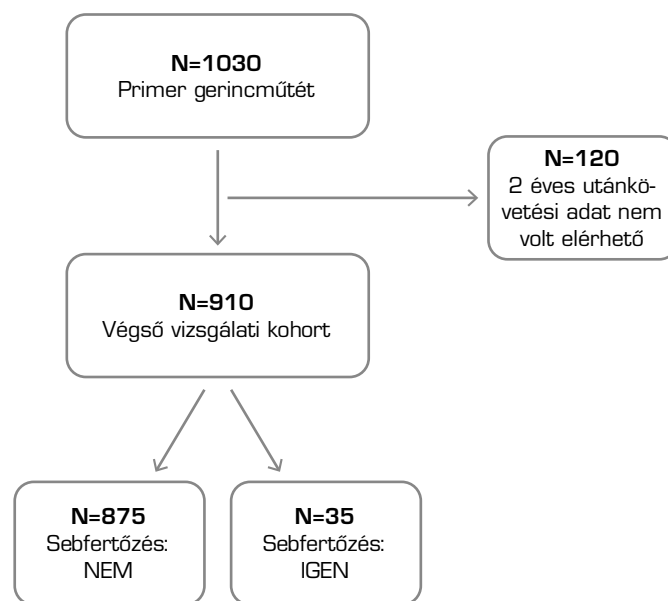 N=1030
Primer gerincműtét
N=120
2 éves utánkö-
vetési adat nem
volt elérhető
N=910
Végső vizsgálati kohort
N=875
Sebfertőzés:
NEM
N=35
Sebfertőzés:
IGEN